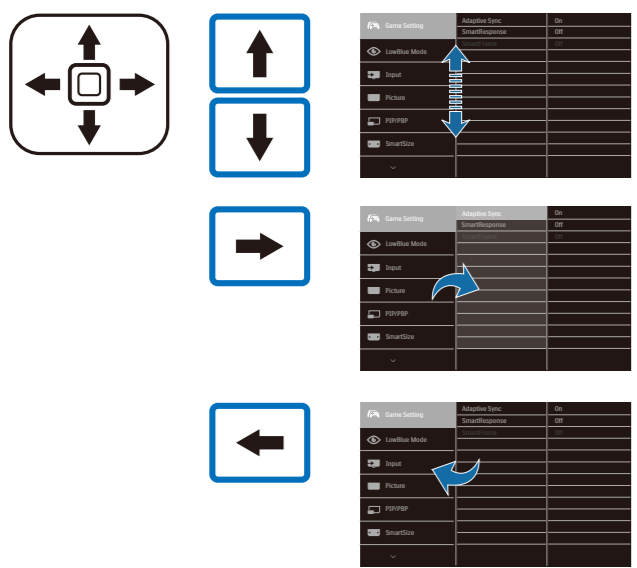 Game Setting
Adaptive Sync On
SmartResponse Off
SmartFrame Off
LowBlue Mode
Input
Picture
PIP/PBP
SmartSize
Game Setting
Adaptive Sync On
SmartResponse Off
SmartFrame Off
LowBlue Mode
Input
Picture
PIP/PBP
SmartSize
Game Setting
Adaptive Sync On
SmartResponse Off
SmartFrame Off
LowBlue Mode
Input
Picture
PIP/PBP
SmartSize